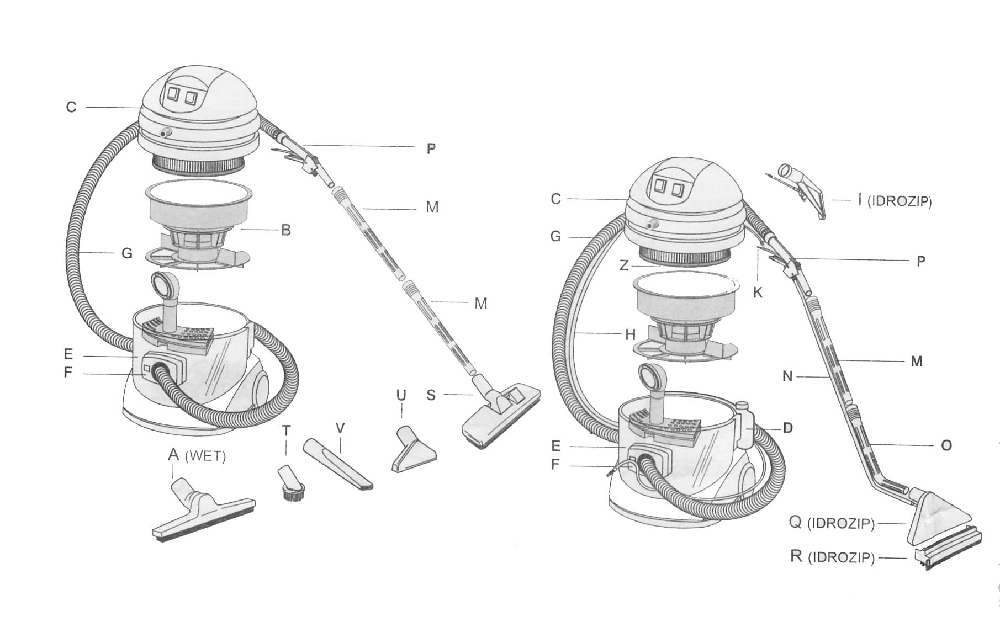 C
P
M
B
G
M
E
F
U
S
T
V
A (WET)
C
I (IDROZIP)
G
P
Z
K
H
M
N
D
E
O
F
Q (IDROZIP)
R (IDROZIP)